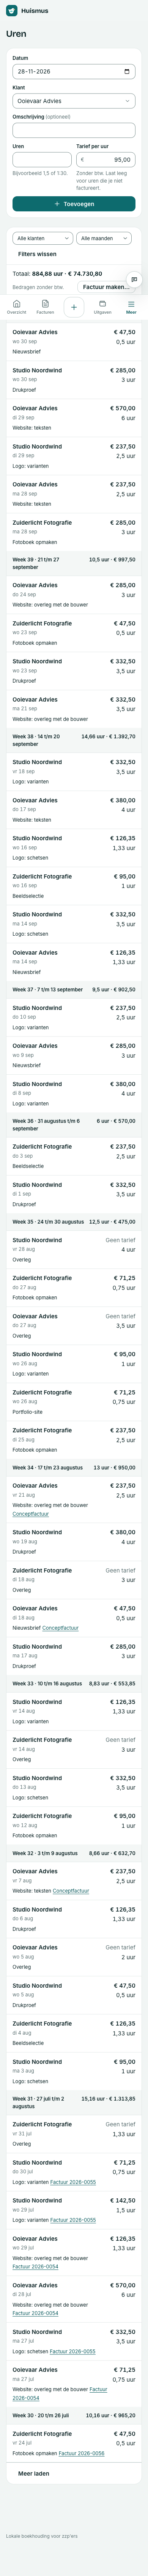 Huismus
Uren
Datum
28-11-2026
Klant
Ooievaar Advies
Omschrijving (optioneel)
Uren
Tarief per uur
€ 95,00
Bijvoorbeeld 1,5 of 1:30.
Zonder btw. Laat leeg voor uren die je niet factureert.
+ Toevoegen
Alle klanten
Alle maanden
Filters wissen
Totaal: 884,88 uur · € 74.730,80
Bedragen zonder btw.
Factuur maken…
Overzicht
Facturen
+
Uitgaven
Meer
Ooievaar Advies € 47,50
wo 30 sep 0,5 uur
Nieuwsbrief
Studio Noordwind € 285,00
wo 30 sep 3 uur
Drukproef
Ooievaar Advies € 570,00
di 29 sep 6 uur
Website: teksten
Studio Noordwind € 237,50
di 29 sep 2,5 uur
Logo: varianten
Ooievaar Advies € 237,50
ma 28 sep 2,5 uur
Website: teksten
Zuiderlicht Fotografie € 285,00
ma 28 sep 3 uur
Fotoboek opmaken
Week 39 · 21 t/m 27 september 10,5 uur · € 997,50
Ooievaar Advies € 285,00
do 24 sep 3 uur
Website: overleg met de bouwer
Zuiderlicht Fotografie € 47,50
wo 23 sep 0,5 uur
Fotoboek opmaken
Studio Noordwind € 332,50
wo 23 sep 3,5 uur
Drukproef
Ooievaar Advies € 332,50
ma 21 sep 3,5 uur
Website: overleg met de bouwer
Week 38 · 14 t/m 20 september 14,66 uur · € 1.392,70
Studio Noordwind € 332,50
vr 18 sep 3,5 uur
Logo: varianten
Ooievaar Advies € 380,00
do 17 sep 4 uur
Website: teksten
Studio Noordwind € 126,35
wo 16 sep 1,33 uur
Logo: schetsen
Zuiderlicht Fotografie € 95,00
wo 16 sep 1 uur
Beeldselectie
Studio Noordwind € 332,50
ma 14 sep 3,5 uur
Logo: schetsen
Ooievaar Advies € 126,35
ma 14 sep 1,33 uur
Nieuwsbrief
Week 37 · 7 t/m 13 september 9,5 uur · € 902,50
Studio Noordwind € 237,50
do 10 sep 2,5 uur
Logo: varianten
Ooievaar Advies € 285,00
wo 9 sep 3 uur
Nieuwsbrief
Studio Noordwind € 380,00
di 8 sep 4 uur
Logo: varianten
Week 36 · 31 augustus t/m 6 september 6 uur · € 570,00
Zuiderlicht Fotografie € 237,50
do 3 sep 2,5 uur
Beeldselectie
Studio Noordwind € 332,50
di 1 sep 3,5 uur
Drukproef
Week 35 · 24 t/m 30 augustus 12,5 uur · € 475,00
Studio Noordwind Geen tarief
vr 28 aug 4 uur
Overleg
Zuiderlicht Fotografie € 71,25
do 27 aug 0,75 uur
Fotoboek opmaken
Ooievaar Advies Geen tarief
do 27 aug 3,5 uur
Overleg
Studio Noordwind € 95,00
wo 26 aug 1 uur
Logo: varianten
Zuiderlicht Fotografie € 71,25
wo 26 aug 0,75 uur
Portfolio-site
Zuiderlicht Fotografie € 237,50
di 25 aug 2,5 uur
Fotoboek opmaken
Week 34 · 17 t/m 23 augustus 13 uur · € 950,00
Ooievaar Advies € 237,50
vr 21 aug 2,5 uur
Website: overleg met de bouwer
Conceptfactuur
Studio Noordwind € 380,00
wo 19 aug 4 uur
Drukproef
Zuiderlicht Fotografie Geen tarief
di 18 aug 3 uur
Overleg
Ooievaar Advies € 47,50
di 18 aug 0,5 uur
Nieuwsbrief Conceptfactuur
Studio Noordwind € 285,00
ma 17 aug 3 uur
Drukproef
Week 33 · 10 t/m 16 augustus 8,83 uur · € 553,85
Studio Noordwind € 126,35
vr 14 aug 1,33 uur
Logo: varianten
Zuiderlicht Fotografie Geen tarief
vr 14 aug 3 uur
Overleg
Studio Noordwind € 332,50
do 13 aug 3,5 uur
Logo: schetsen
Zuiderlicht Fotografie € 95,00
wo 12 aug 1 uur
Fotoboek opmaken
Week 32 · 3 t/m 9 augustus 8,66 uur · € 632,70
Ooievaar Advies € 237,50
vr 7 aug 2,5 uur
Website: teksten Conceptfactuur
Studio Noordwind € 126,35
do 6 aug 1,33 uur
Drukproef
Ooievaar Advies Geen tarief
wo 5 aug 2 uur
Overleg
Studio Noordwind € 47,50
wo 5 aug 0,5 uur
Drukproef
Zuiderlicht Fotografie € 126,35
di 4 aug 1,33 uur
Beeldselectie
Studio Noordwind € 95,00
ma 3 aug 1 uur
Logo: schetsen
Week 31 · 27 juli t/m 2 augustus 15,16 uur · € 1.313,85
Zuiderlicht Fotografie Geen tarief
vr 31 jul 1,33 uur
Overleg
Studio Noordwind € 71,25
do 30 jul 0,75 uur
Logo: varianten Factuur 2026-0055
Studio Noordwind € 142,50
wo 29 jul 1,5 uur
Logo: varianten Factuur 2026-0055
Ooievaar Advies € 126,35
wo 29 jul 1,33 uur
Website: overleg met de bouwer
Factuur 2026-0054
Ooievaar Advies € 570,00
di 28 jul 6 uur
Website: overleg met de bouwer
Factuur 2026-0054
Studio Noordwind € 332,50
ma 27 jul 3,5 uur
Logo: schetsen Factuur 2026-0055
Ooievaar Advies € 71,25
ma 27 jul 0,75 uur
Website: overleg met de bouwer Factuur
2026-0054
Week 30 · 20 t/m 26 juli 10,16 uur · € 965,20
Zuiderlicht Fotografie € 47,50
vr 24 jul 0,5 uur
Fotoboek opmaken Factuur 2026-0056
Meer laden
Lokale boekhouding voor zzp'ers